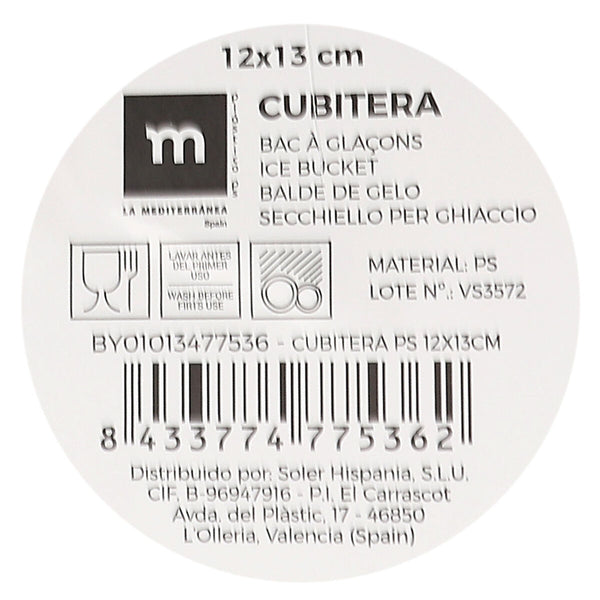 12x13 cm
m
LA MEDITERRÁNEA
Spain
CUBITERA
BAC À GLAÇONS
ICE BUCKET
BALDE DE GELO
SECCHIELLO PER GHIACCIO
LAVAR ANTES
DEL PRIMER
USO
WASH BEFORE
FIRTS USE
MATERIAL: PS
LOTE Nº.: VS3572
BY01013477536 - CUBITERA PS 12X13CM
8 433774 775362
Distribuido por: Soler Hispania, S.L.U.
CIF. B-96947916 - P.I. El Carrascot
Avda. del Plàstic, 17 - 46850
L'Olleria, Valencia (Spain)